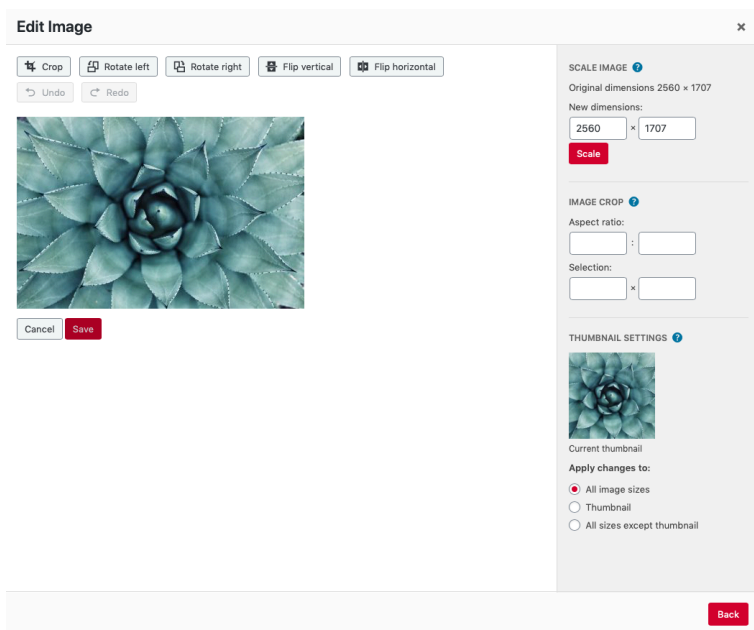 Edit Image
×
Crop
Rotate left
Rotate right
Flip vertical
Flip horizontal
Undo
Redo
Cancel
Save
SCALE IMAGE ?
Original dimensions 2560 × 1707
New dimensions:
2560 × 1707
Scale
IMAGE CROP ?
Aspect ratio:
:
Selection:
×
THUMBNAIL SETTINGS ?
Current thumbnail
Apply changes to:
All image sizes
Thumbnail
All sizes except thumbnail
Back